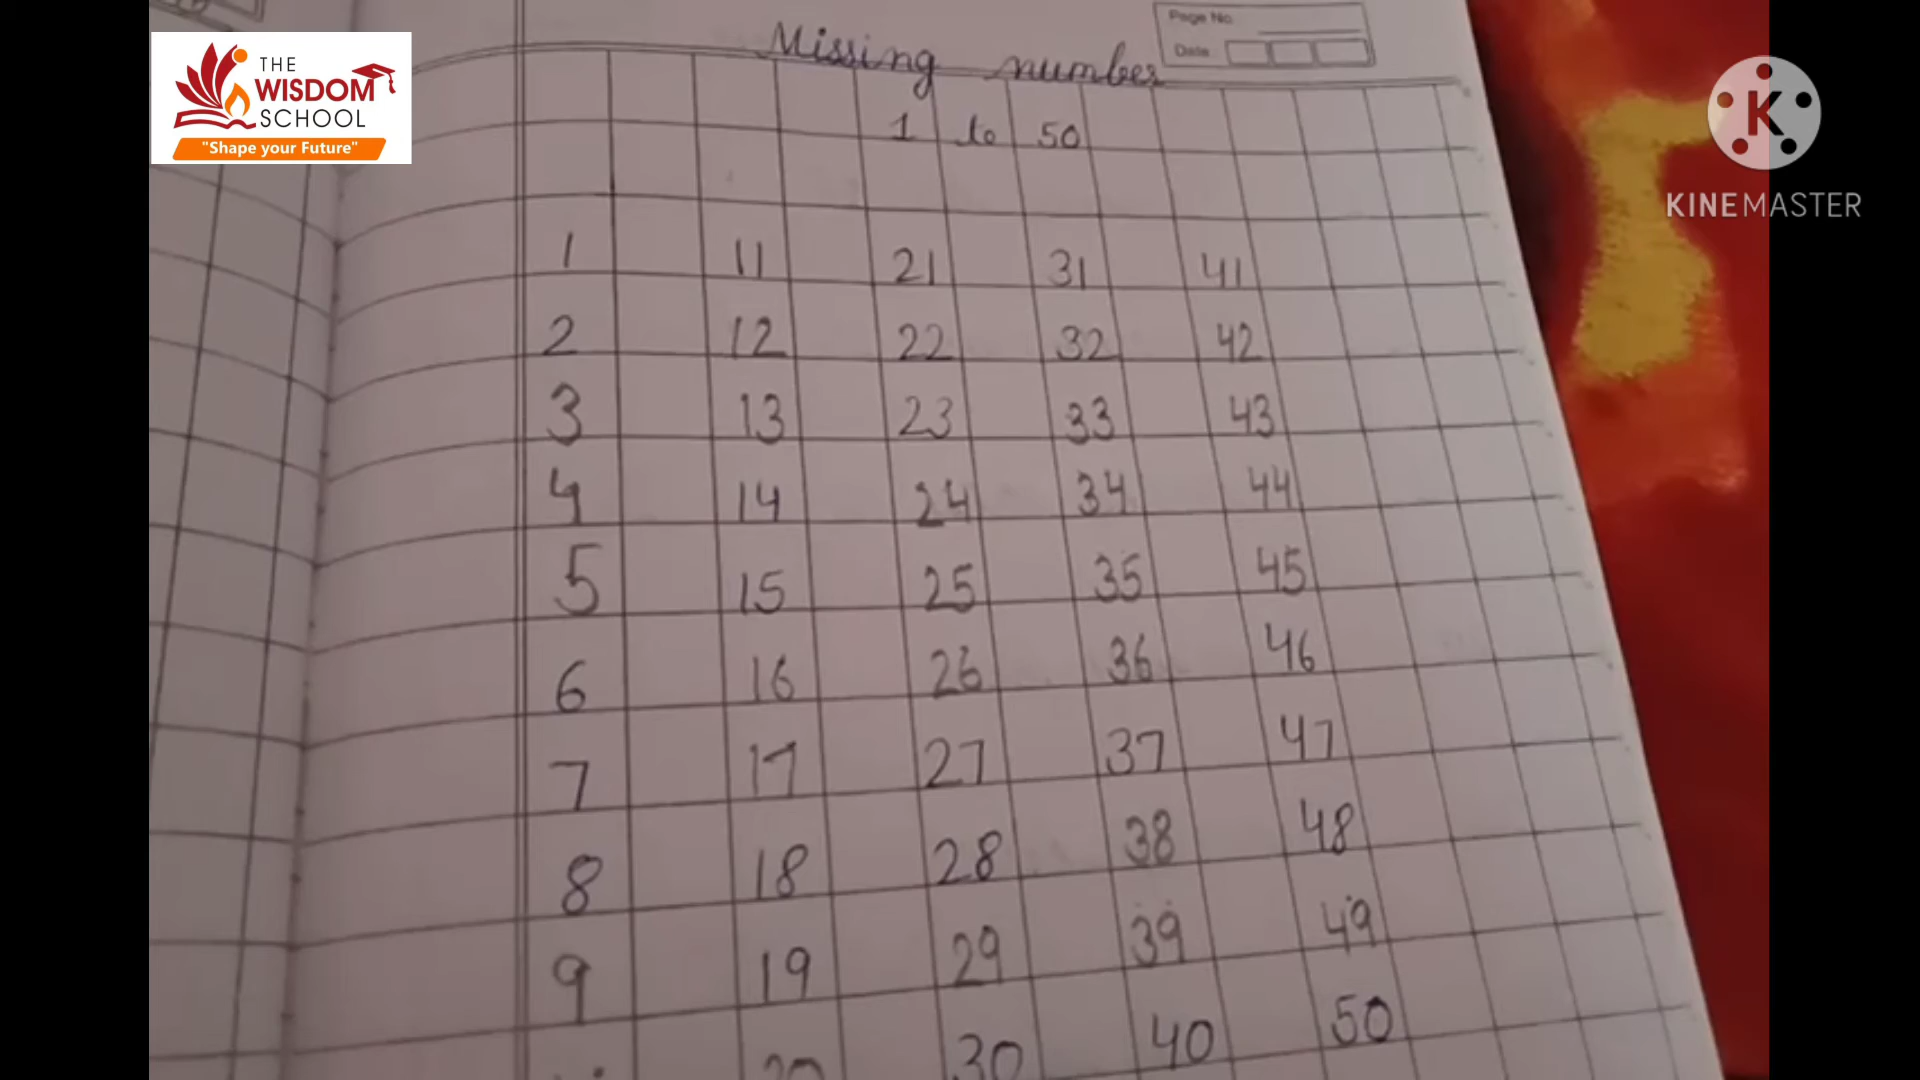 THE
WISDOM
SCHOOL
"Shape your Future"
Page No.
Date:
Missing number
1 to 50
KINEMASTER
1 11 21 31 41
2 12 22 32 42
3 13 23 33 43
4 14 24 34 44
5 15 25 35 45
6 16 26 36 46
7 17 27 37 47
8 18 28 38 48
9 19 29 39 49
30 40 50